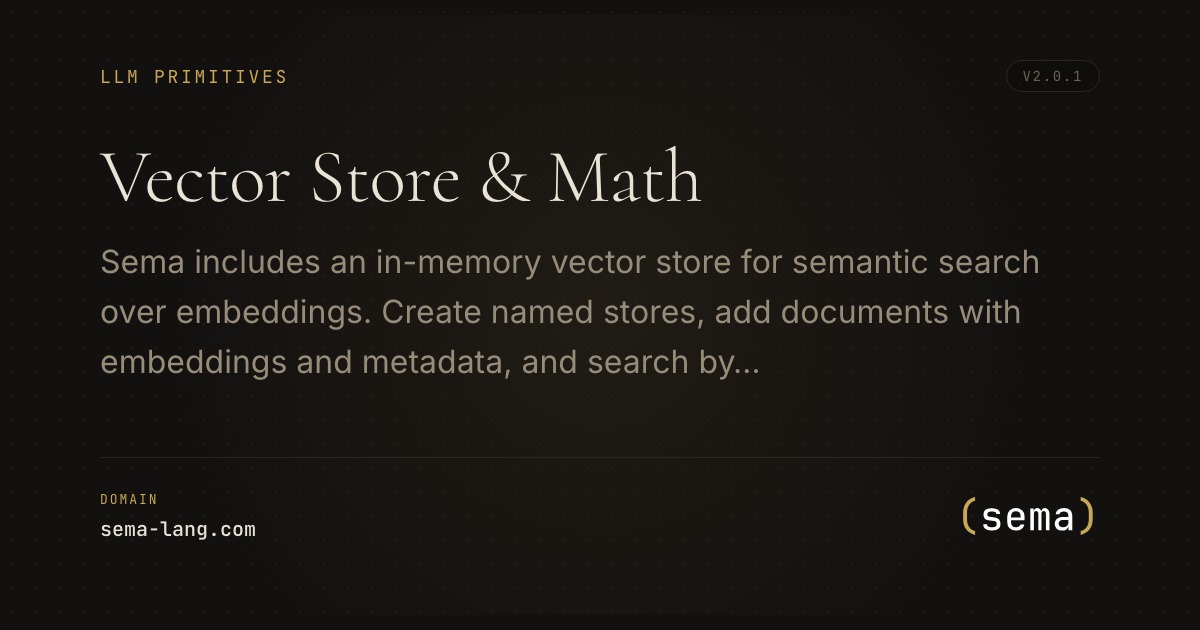 LLM PRIMITIVES
V2.0.1
Vector Store & Math
Sema includes an in-memory vector store for semantic search
over embeddings. Create named stores, add documents with
embeddings and metadata, and search by...
DOMAIN
sema-lang.com
(sema)